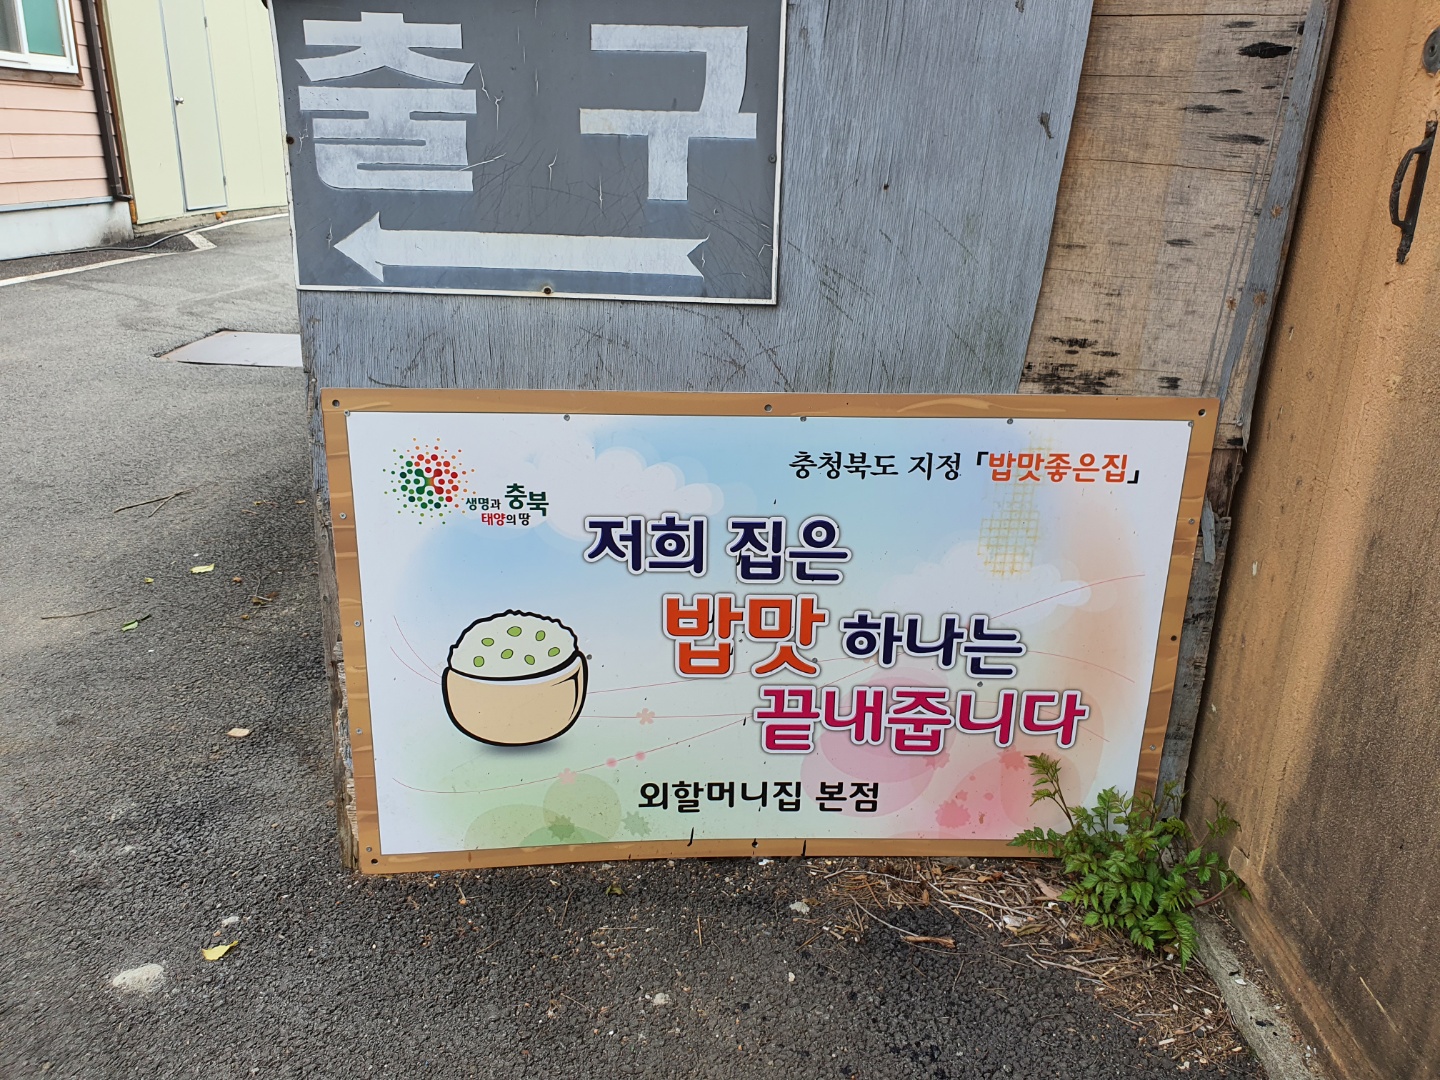 출구
충청북도 지정 「밥맛좋은집」
생명과 충북
태양의 땅
저희 집은
밥맛 하나는
끝내줍니다
외할머니집 본점